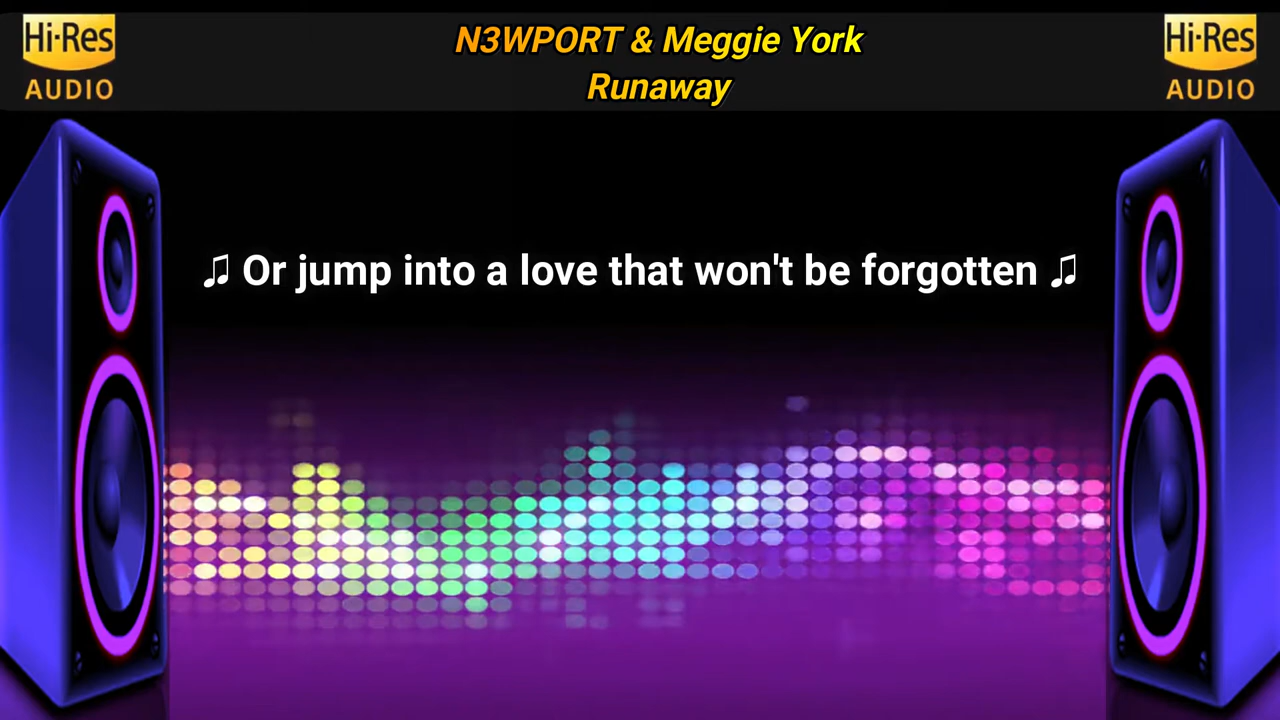 Hi-Res
AUDIO
N3WPORT & Meggie York
Runaway
Hi-Res
AUDIO
♫ Or jump into a love that won't be forgotten ♫